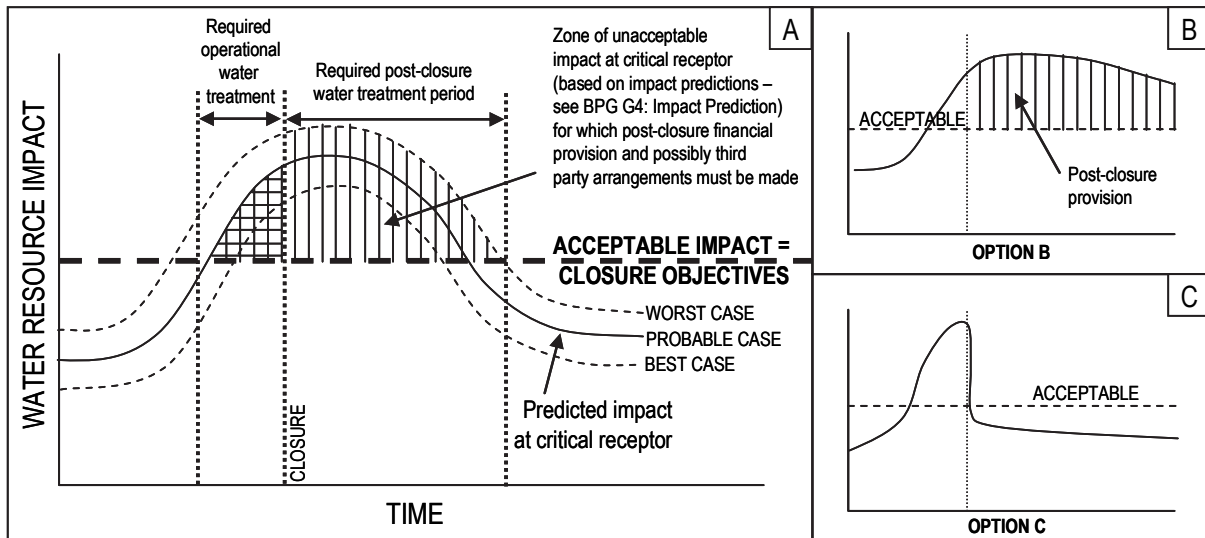 A
Required
operational
water
treatment
Required post-closure
water treatment period
Zone of unacceptable
impact at critical receptor
(based on impact predictions –
see BPG G4: Impact Prediction)
for which post-closure financial
provision and possibly third
party arrangements must be made
ACCEPTABLE IMPACT =
CLOSURE OBJECTIVES
WORST CASE
PROBABLE CASE
BEST CASE
Predicted impact
at critical receptor
CLOSURE
WATER RESOURCE IMPACT
TIME
B
ACCEPTABLE
Post-closure
provision
OPTION B
C
ACCEPTABLE
OPTION C